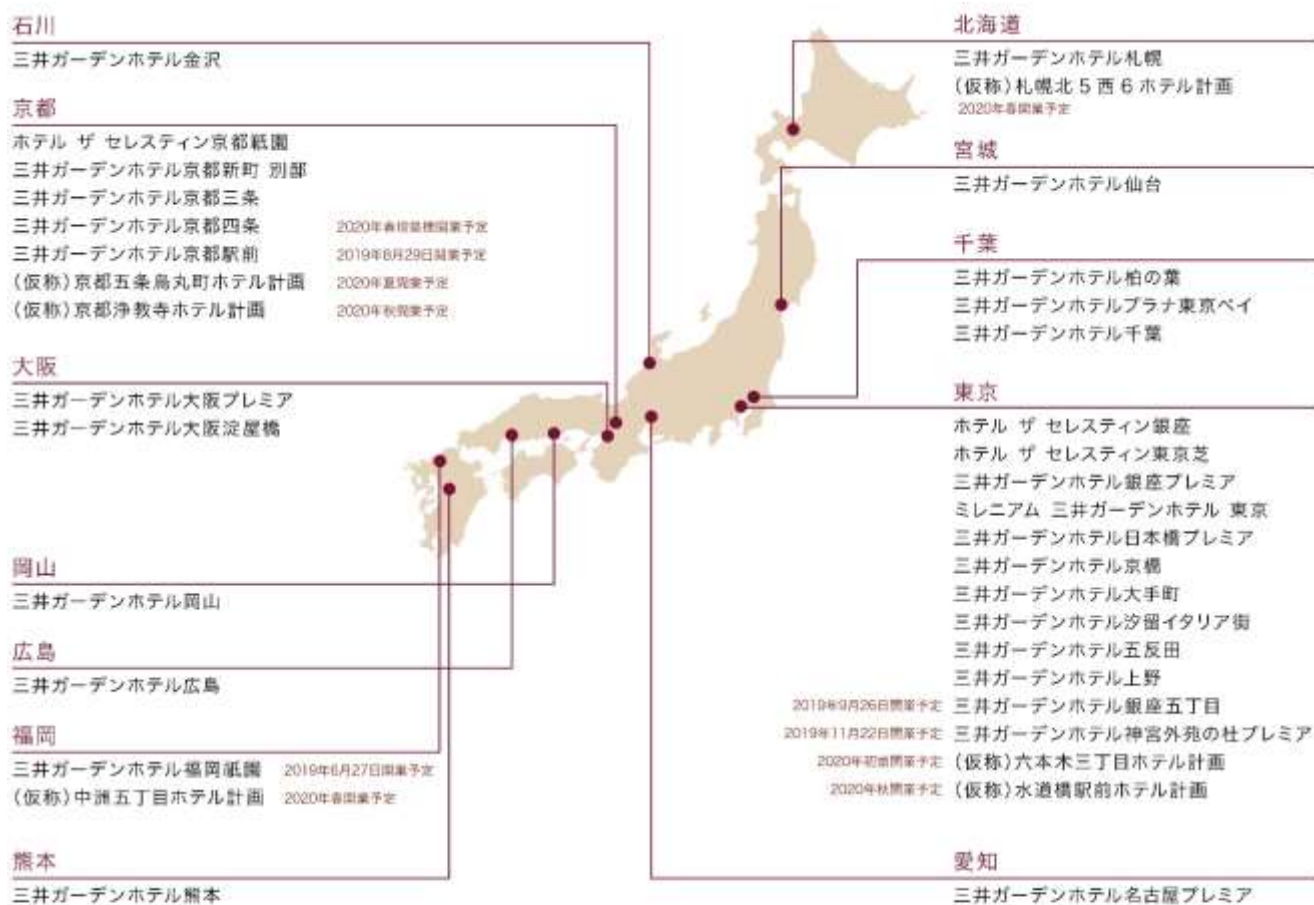 石川
三井ガーデンホテル金沢
京都
ホテル ザ セレスティン京都祇園
三井ガーデンホテル京都新町 別邸
三井ガーデンホテル京都三条
三井ガーデンホテル京都四条
三井ガーデンホテル京都駅前 2019年8月29日開業予定
(仮称)京都五条烏丸町ホテル計画 2020年夏開業予定
(仮称)京都浄教寺ホテル計画 2020年秋開業予定
大阪
三井ガーデンホテル大阪プレミア
三井ガーデンホテル大阪淀屋橋
岡山
三井ガーデンホテル岡山
広島
三井ガーデンホテル広島
福岡
三井ガーデンホテル福岡祇園 2019年6月27日開業予定
(仮称)中洲五丁目ホテル計画 2020年春開業予定
熊本
三井ガーデンホテル熊本
北海道
三井ガーデンホテル札幌
(仮称)札幌北5西6ホテル計画
2020年春開業予定
宮城
三井ガーデンホテル仙台
千葉
三井ガーデンホテル柏の葉
三井ガーデンホテルプラナ東京ベイ
三井ガーデンホテル千葉
東京
ホテル ザ セレスティン銀座
ホテル ザ セレスティン東京芝
三井ガーデンホテル銀座プレミア
ミレニアム 三井ガーデンホテル 東京
三井ガーデンホテル日本橋プレミア
三井ガーデンホテル京橋
三井ガーデンホテル大手町
三井ガーデンホテル汐留イタリア街
三井ガーデンホテル五反田
三井ガーデンホテル上野
2019年9月26日開業予定 三井ガーデンホテル銀座五丁目
2019年11月22日開業予定 三井ガーデンホテル神宮外苑の杜プレミア
2020年初頭開業予定 (仮称)六本木三丁目ホテル計画
2020年秋開業予定 (仮称)水道橋駅前ホテル計画
愛知
三井ガーデンホテル名古屋プレミア